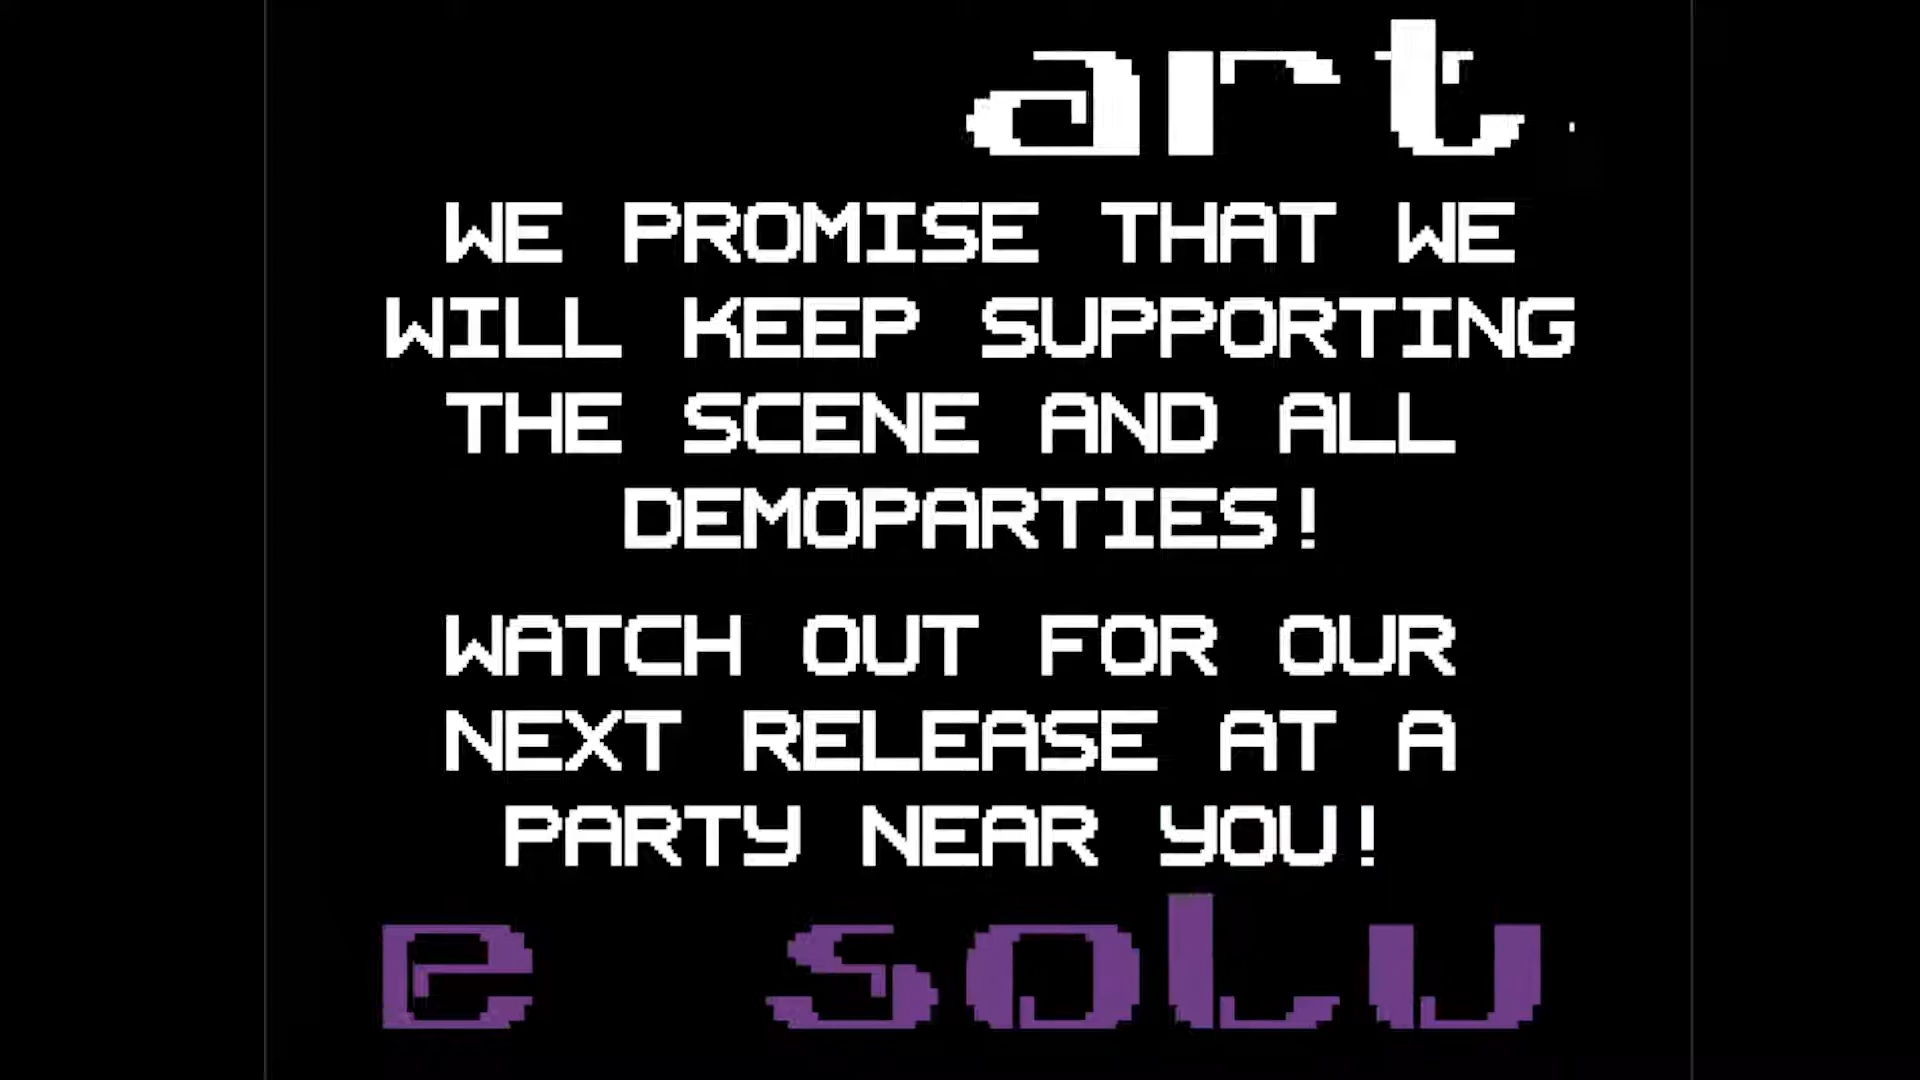 art
WE PROMISE THAT WE
WILL KEEP SUPPORTING
THE SCENE AND ALL
DEMOPARTIES!
WATCH OUT FOR OUR
NEXT RELEASE AT A
PARTY NEAR YOU!
e solu